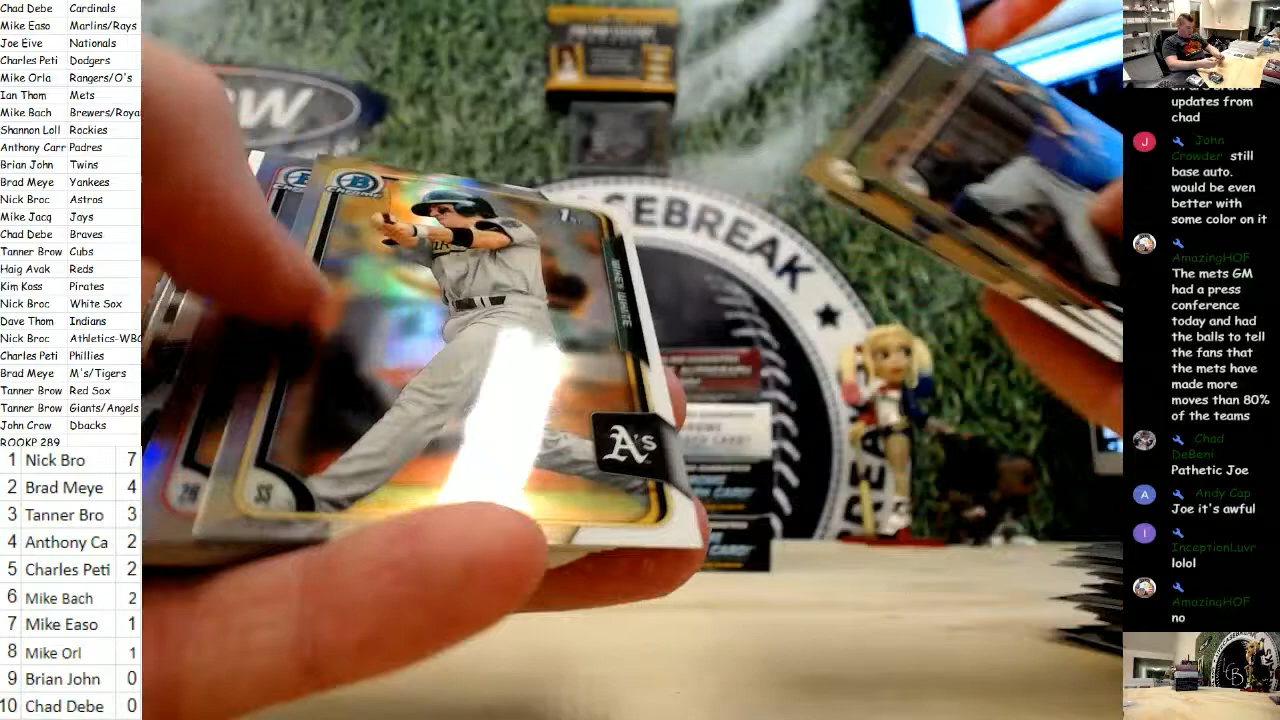 Chad Debe Cardinals
Mike Easo Marlins/Rays
Joe Eive Nationals
Charles Peti Dodgers
Mike Orla Rangers/O's
Ian Thom Mets
Mike Bach Brewers/Roya
Shannon Loll Rockies
Anthony Carr Padres
Brian John Twins
Brad Meye Yankees
Nick Broc Astros
Mike Jacq Jays
Chad Debe Braves
Tanner Brow Cubs
Haig Avak Reds
Kim Koss Pirates
Nick Broc White Sox
Dave Thom Indians
Nick Broc Athletics-WBC
Charles Peti Phillies
Brad Meye M's/Tigers
Tanner Brow Red Sox
Tanner Brow Giants/Angels
John Crow Dbacks
ROOKP 289
1 Nick Bro 7
2 Brad Meye 4
3 Tanner Bro 3
4 Anthony Ca 2
5 Charles Peti 2
6 Mike Bach 2
7 Mike Easo 1
8 Mike Orl 1
9 Brian John 0
10 Chad Debe 0
B
CHROME
1
MIKEY WHITE
A's
33
28
CEBREAK
updates from
chad
J
John
Crowder still
base auto.
would be even
better with
some color on it
AmazingHOF
The mets GM
had a press
conference
today and had
the balls to tell
the fans that
the mets have
made more
moves than 80%
of the teams
Chad
DeBeni
Pathetic Joe
A
Andy Cap
Joe it's awful
I
InceptionLuvr
lolol
AmazingHOF
no